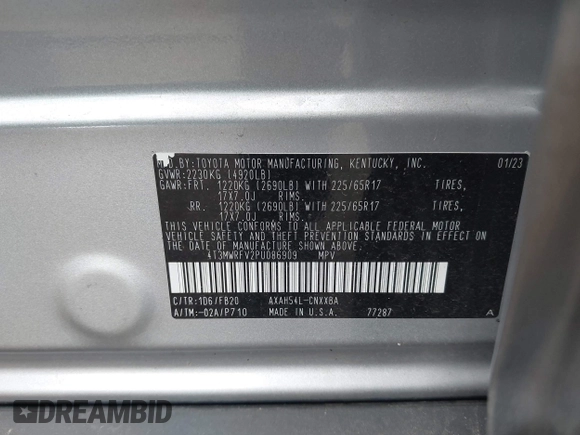 MFD.BY:TOYOTA MOTOR MANUFACTURING, KENTUCKY, INC. 01/23
GVWR:2230KG (4920LB)
GAWR:FRT. 1220KG (2690LB) WITH 225/65R17 TIRES,
17X7.0J RIMS.
RR. 1220KG (2690LB) WITH 225/65R17 TIRES,
17X7.0J RIMS.
THIS VEHICLE CONFORMS TO ALL APPLICABLE FEDERAL MOTOR
VEHICLE SAFETY AND THEFT PREVENTION STANDARDS IN EFFECT
ON THE DATE OF MANUFACTURE SHOWN ABOVE.
4T3MWRFV2PU086909 MPV
C/TR:1D6/FB20 AXAH54L-CNXXBA
A/TM:-02A/P710 MADE IN U.S.A. 77287 A
DREAMBID